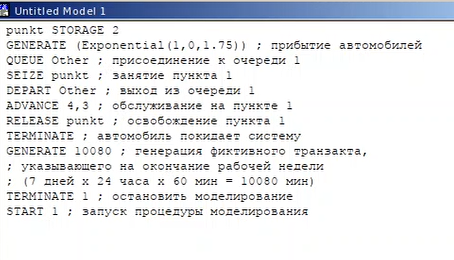 Untitled Model 1
punkt STORAGE 2
GENERATE (Exponential(1,0,1.75)) ; прибытие автомобилей
QUEUE Other ; присоединение к очереди 1
SEIZE punkt ; занятие пункта 1
DEPART Other ; выход из очереди 1
ADVANCE 4,3 ; обслуживание на пункте 1
RELEASE punkt ; освобождение пункта 1
TERMINATE ; автомобиль покидает систему
GENERATE 10080 ; генерация фиктивного транзакта,
; указывающего на окончание рабочей недели
; (7 дней х 24 часа х 60 мин = 10080 мин)
TERMINATE 1 ; остановить моделирование
START 1 ; запуск процедуры моделирования